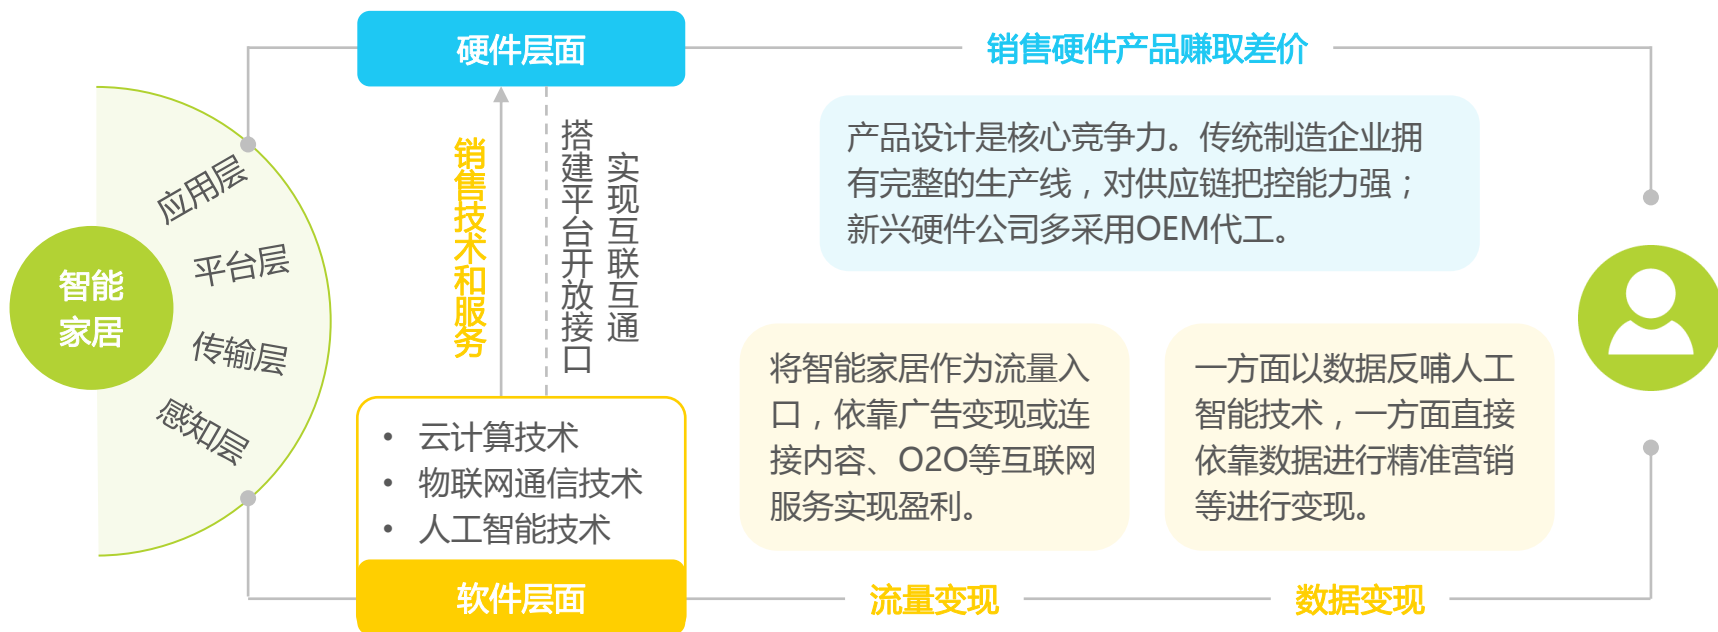 智能
家居
应用层
平台层
传输层
感知层
硬件层面
销售技术和服务
搭建平台开放接口
实现互联互通
• 云计算技术
• 物联网通信技术
• 人工智能技术
软件层面
销售硬件产品赚取差价
产品设计是核心竞争力。传统制造企业拥
有完整的生产线，对供应链把控能力强；
新兴硬件公司多采用OEM代工。
将智能家居作为流量入
口，依靠广告变现或连
接内容、O2O等互联网
服务实现盈利。
一方面以数据反哺人工
智能技术，一方面直接
依靠数据进行精准营销
等进行变现。
流量变现
数据变现